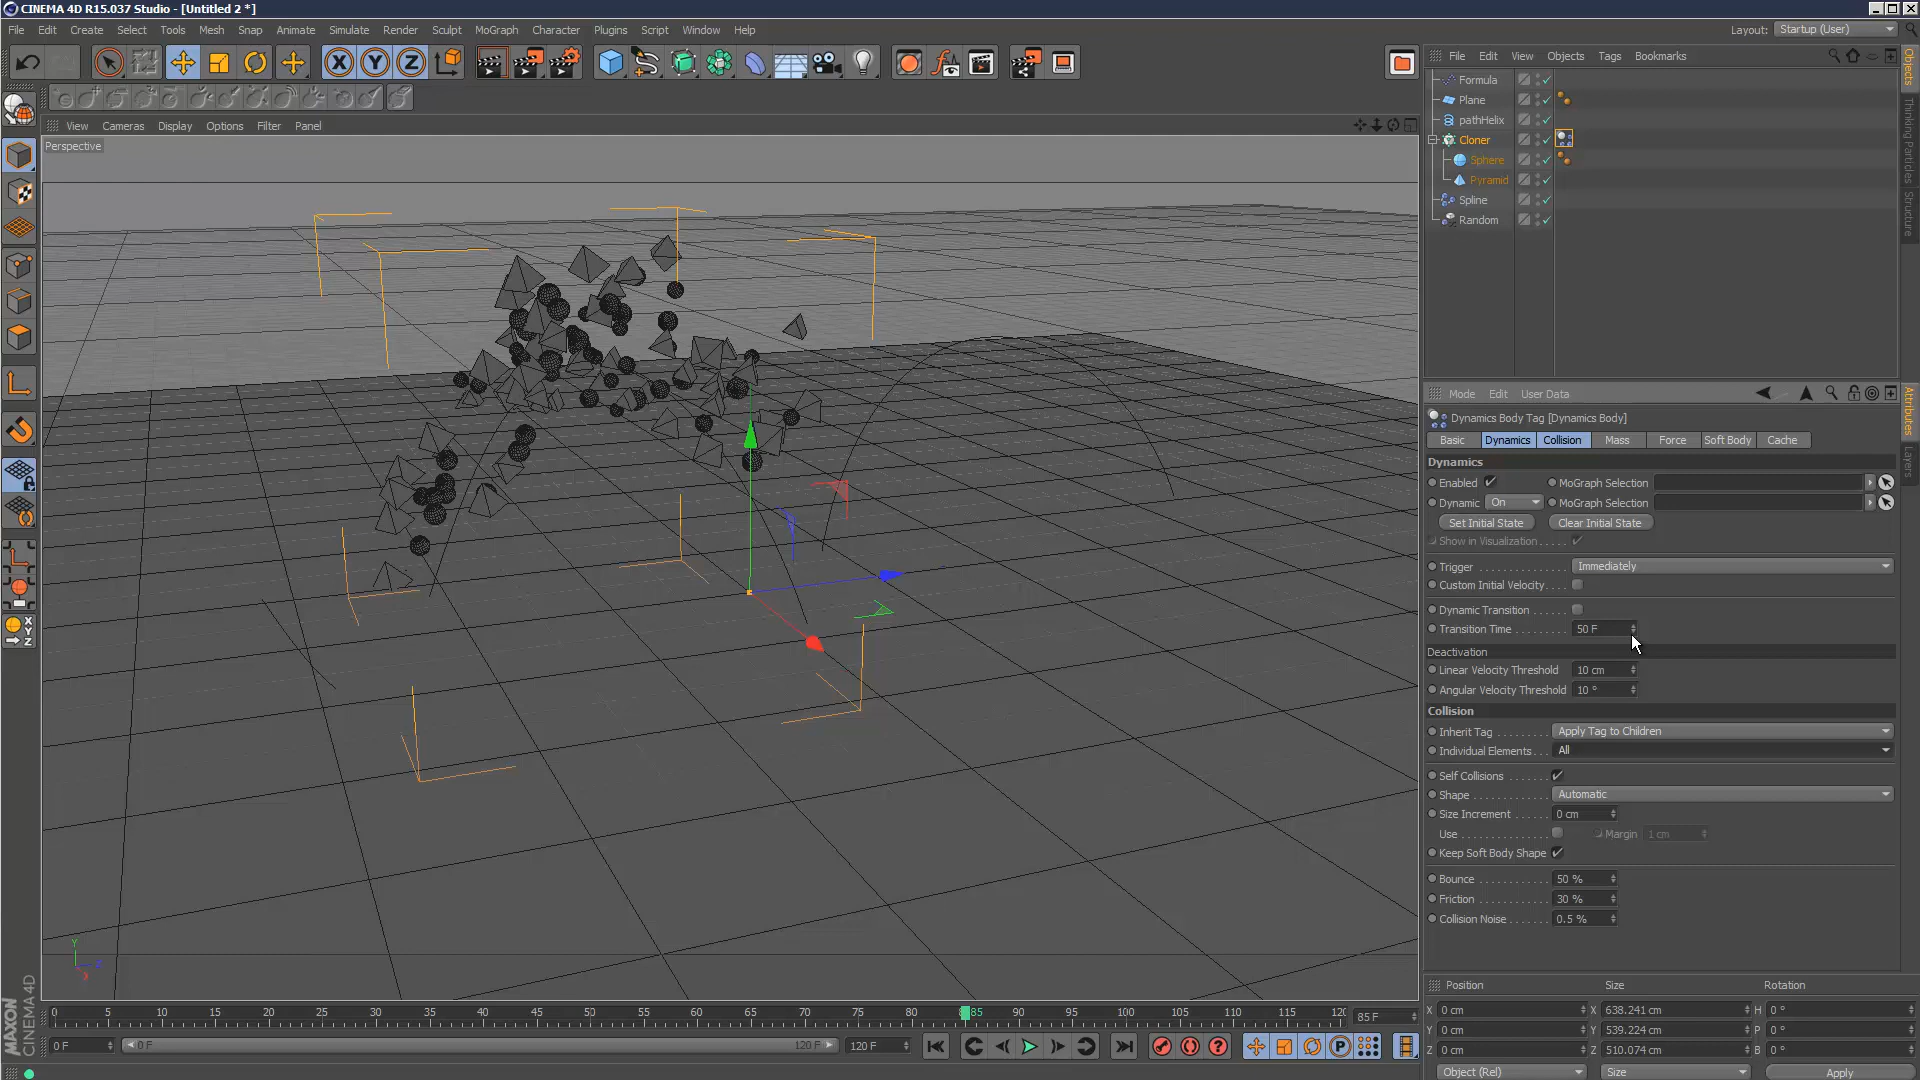 CINEMA 4D R15.037 Studio - [Untitled 2 *]
File Edit Create Select Tools Mesh Snap Animate Simulate Render Sculpt MoGraph Character Plugins Script Window Help
Layout: Startup (User)
File Edit View Objects Tags Bookmarks
Formula
Plane
pathHelix
Cloner
Sphere
Pyramid
Spline
Random
Objects
Thinking Particles
Structure
View Cameras Display Options Filter Panel
Perspective
Mode Edit User Data
Attributes
Layers
Dynamics Body Tag [Dynamics Body]
Basic Dynamics Collision Mass Force Soft Body Cache
Dynamics
Enabled MoGraph Selection
Dynamic On MoGraph Selection
Set Initial State Clear Initial State
Show in Visualization . . . .
Trigger . . . . . . . . . . . . . Immediately
Custom Initial Velocity . . .
Dynamic Transition . . . . . .
Transition Time . . . . . . . . . 50 F
Deactivation
Linear Velocity Threshold 10 cm
Angular Velocity Threshold 10 °
Collision
Inherit Tag . . . . . . . . . Apply Tag to Children
Individual Elements . . . All
Self Collisions . . . . . . .
Shape . . . . . . . . . . . . Automatic
Size Increment . . . . . . 0 cm
Use . . . . . . . . . . . . . . Margin 1 cm
Keep Soft Body Shape
Bounce . . . . . . . . . . . 50 %
Friction . . . . . . . . . . . 30 %
Collision Noise . . . . . . 0.5 %
Y
MAXON
CINEMA 4D
0 5 10 15 20 25 30 35 40 45 50 55 60 65 70 75 80 85 90 95 100 105 110 115 120 85 F
0 F 0 F 120 F 120 F
Position Size Rotation
X 0 cm X 638.241 cm H 0 °
Y 0 cm Y 539.224 cm P 0 °
Z 0 cm Z 510.074 cm B 0 °
Object (Rel) Size Apply
X Y Z
X
Y
Z
P